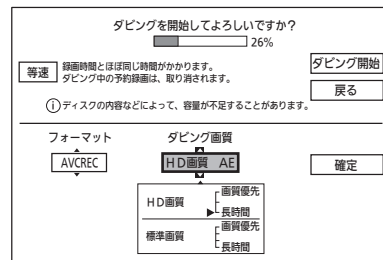 ダビングを開始してよろしいですか？
26%
等速
録画時間とほぼ同じ時間がかかります。
ダビング中の予約録画は、取り消されます。
ダビング開始
戻る
ⓘディスクの内容などによって、容量が不足することがあります。
フォーマット
ダビング画質
AVCREC
HD画質 AE
確定
HD画質
画質優先
長時間
標準画質
画質優先
長時間